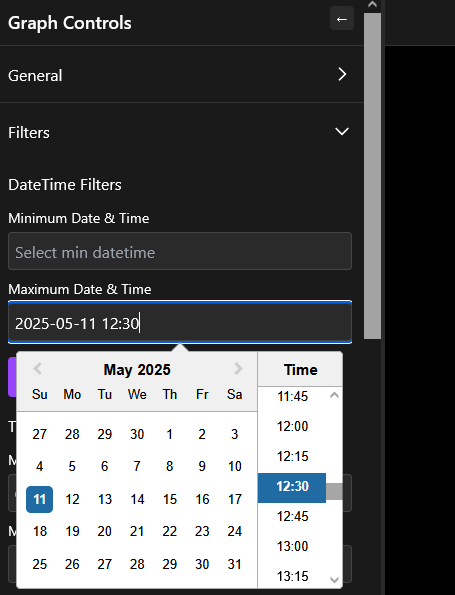 Graph Controls
←
General
Filters
DateTime Filters
Minimum Date & Time
Select min datetime
Maximum Date & Time
2025-05-11 12:30
May 2025
Su Mo Tu We Th Fr Sa
27 28 29 30 1 2 3
4 5 6 7 8 9 10
11 12 13 14 15 16 17
18 19 20 21 22 23 24
25 26 27 28 29 30 31
Time
11:45
12:00
12:15
12:30
12:45
13:00
13:15